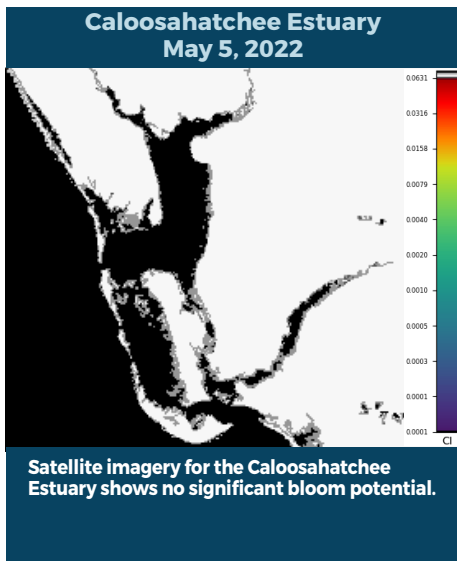 Caloosahatchee Estuary
May 5, 2022
0.0631
0.0316
0.0158
0.0079
0.0040
0.0020
0.0010
0.0005
0.0003
0.0001
0.0001
CI
Satellite imagery for the Caloosahatchee
Estuary shows no significant bloom potential.